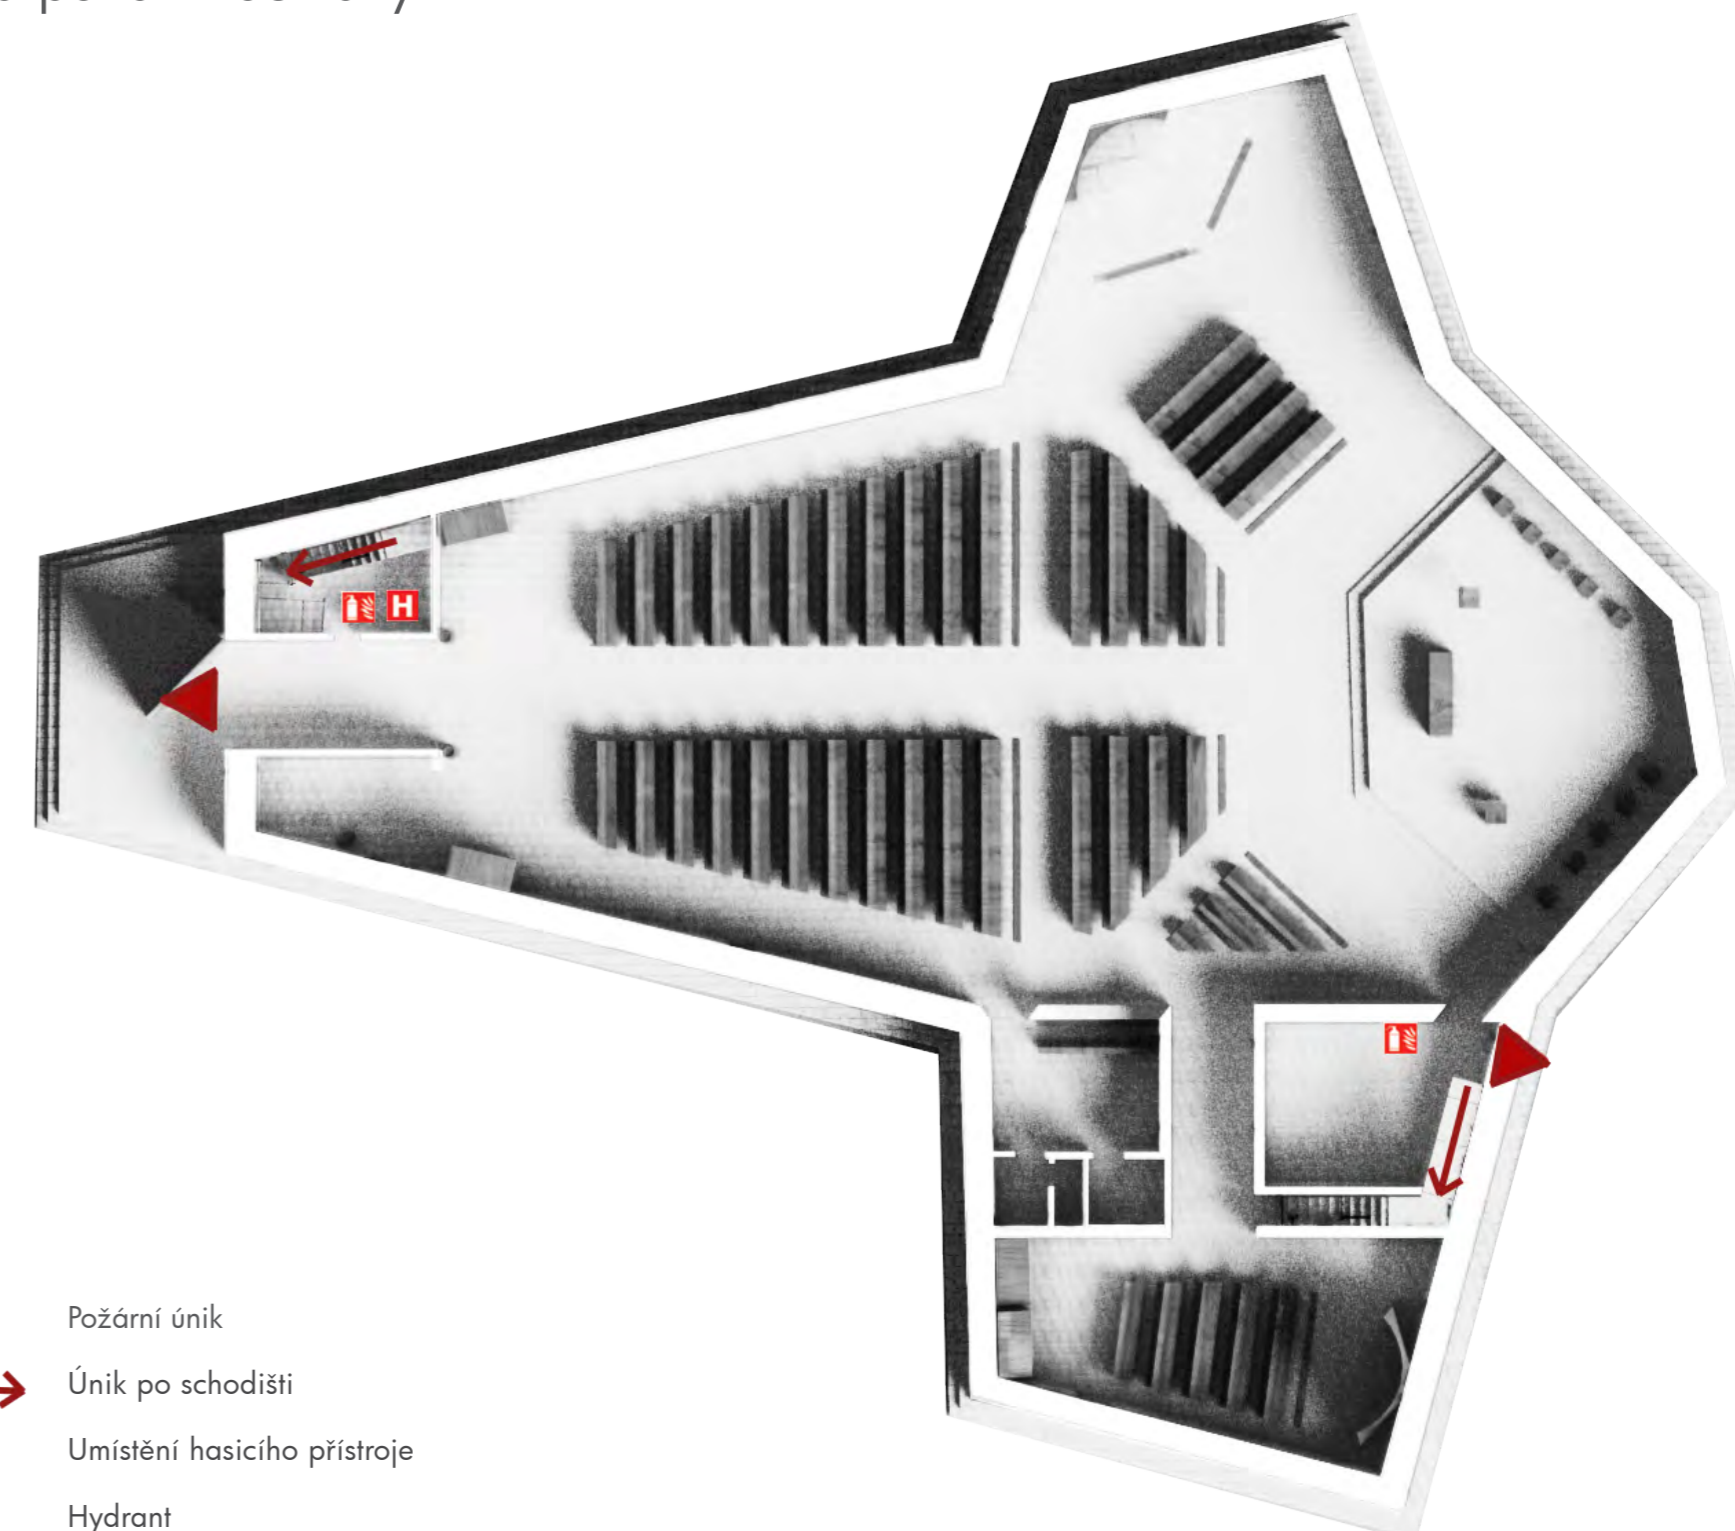 H
Požární únik
Únik po schodišti
Umístění hasicího přístroje
Hydrant